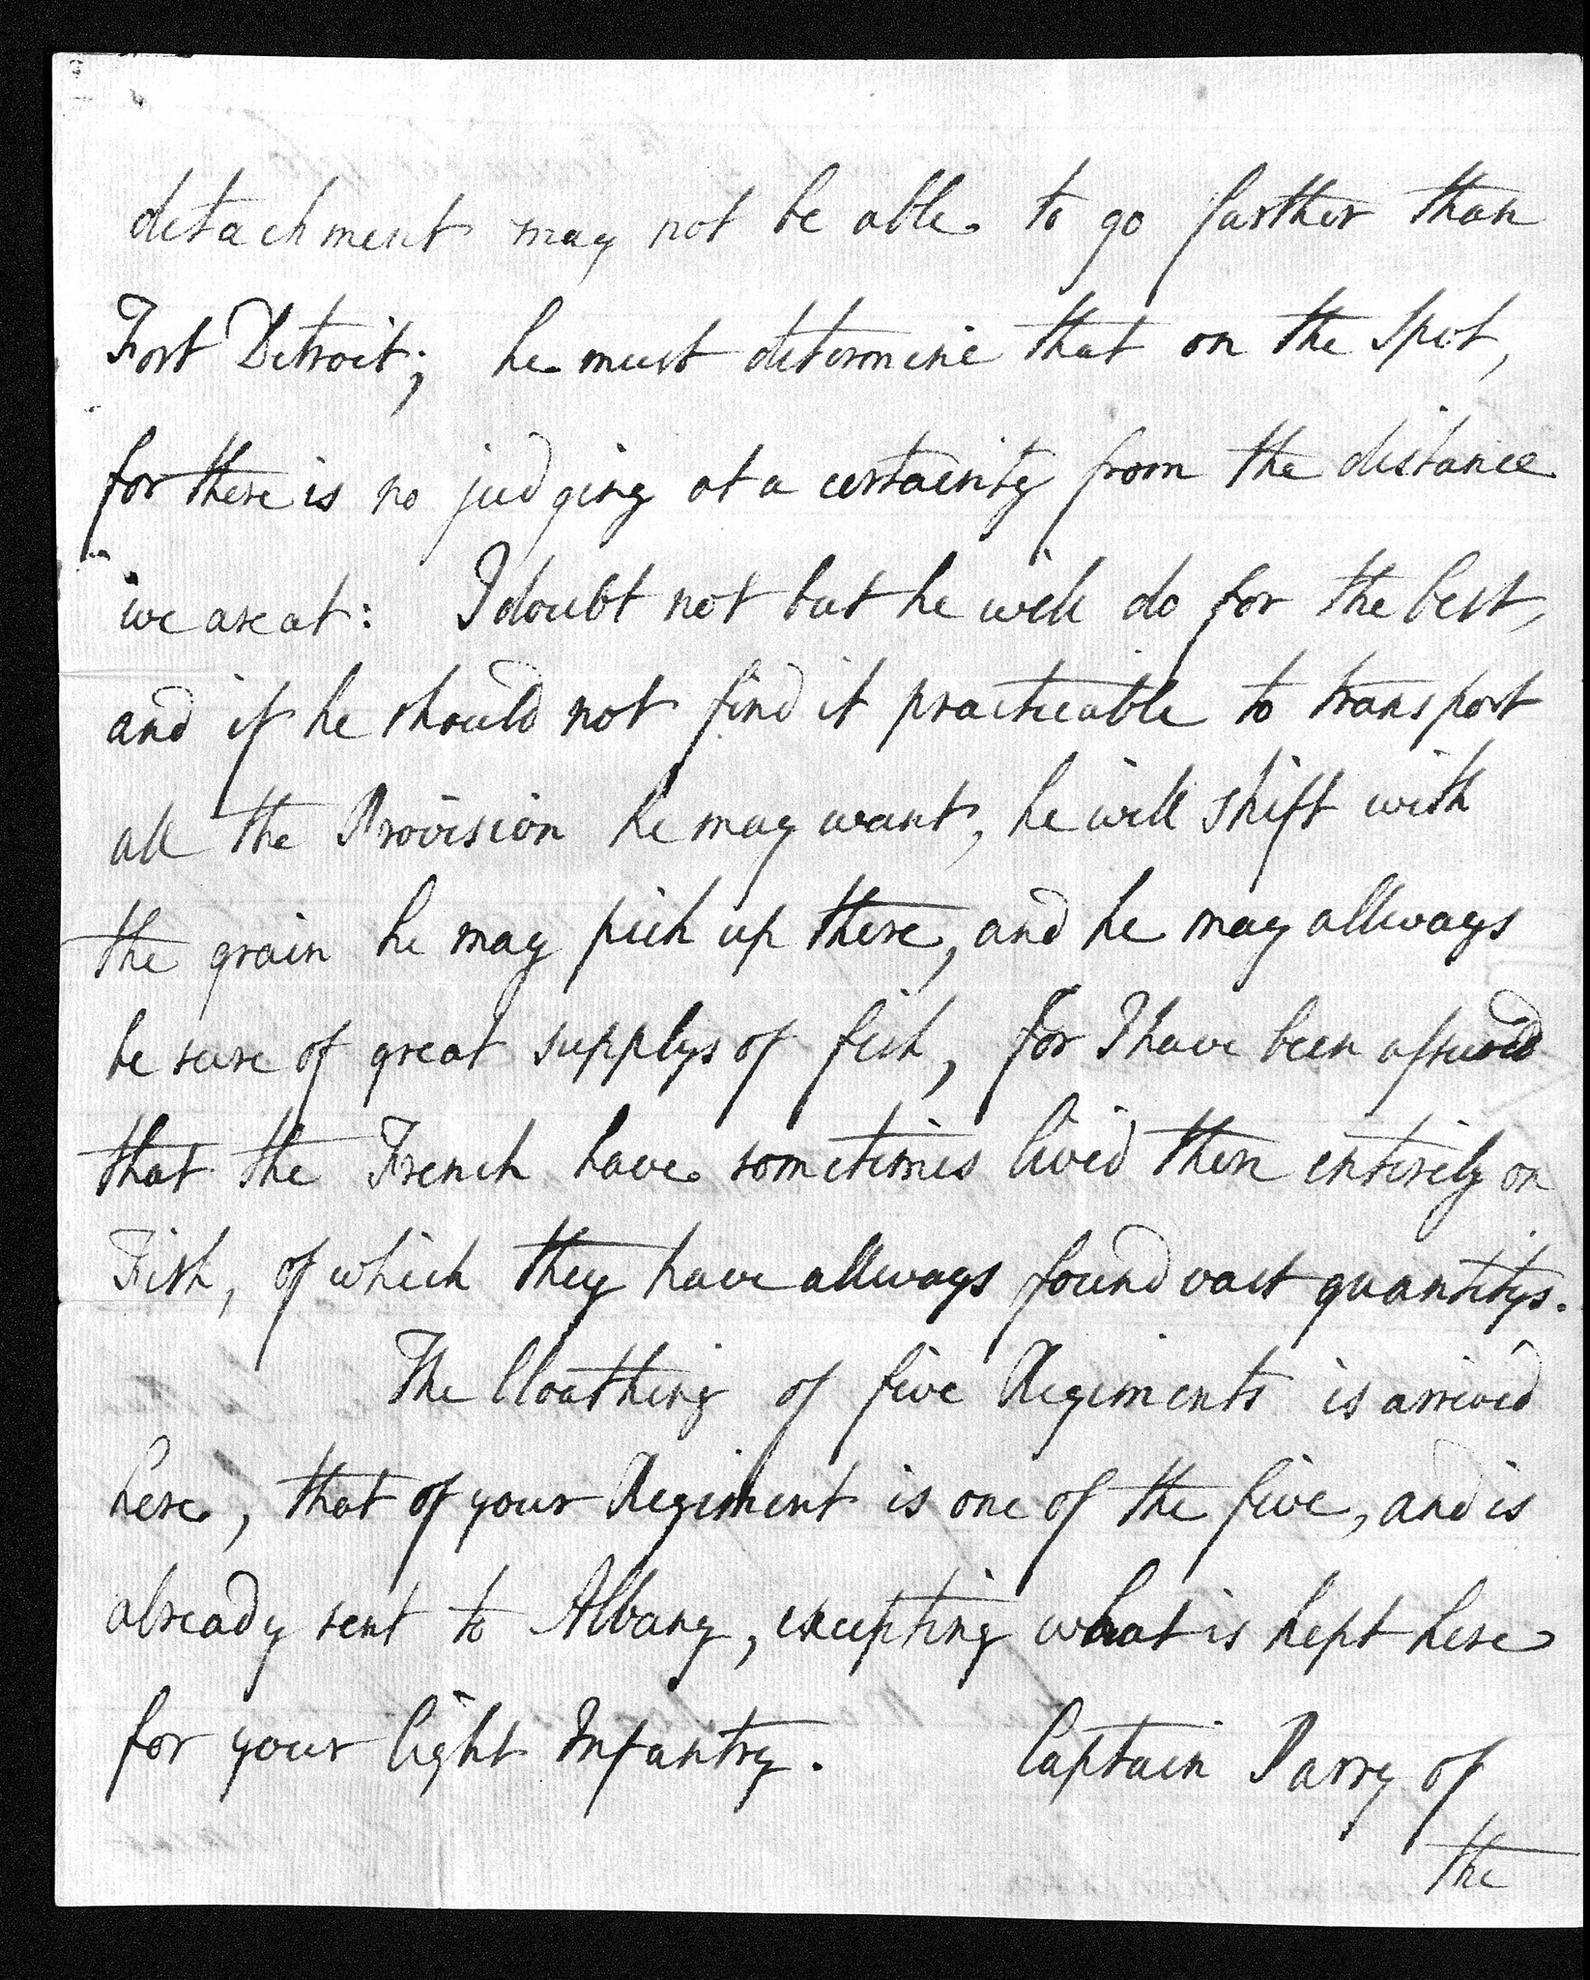 detachment may not be able to go farther than
Fort Detroit; he must determine that on the Spot,
for there is no judging at a certainity from the distance
we are at: I doubt not but he will do for the best,
and if he should not find it practicable to transport
all the Provision he may want, he will shift with
the grain he may pick up there, and he may allways
be sure of great supplys of fish, for I have been assured
that the French have sometimes lived there entirely on
Fish, of which they have allways found vast quantitys.
The Cloathing of five Regiments is arrived
here, that of your Regiment is one of the five, and is
already sent to Albany, excepting what is kept here
for your light Infantry. Captain Parry of
the